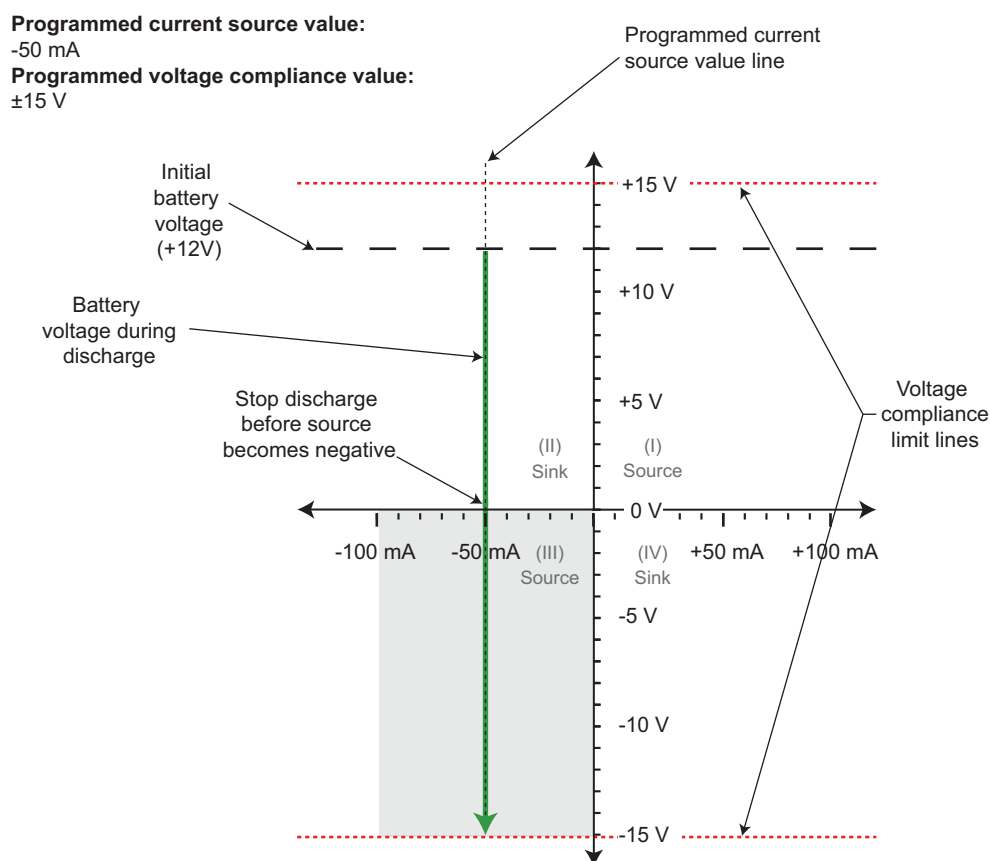 Programmed current source value:
-50 mA
Programmed voltage compliance value:
±15 V
Programmed current
source value line
Initial
battery
voltage
(+12V)
+15 V
+10 V
Battery
voltage during
discharge
+5 V
Voltage
compliance
limit lines
Stop discharge
before source
becomes negative
(II)
Sink
(I)
Source
0 V
-100 mA
-50 mA
+50 mA
+100 mA
(III)
Source
(IV)
Sink
-5 V
-10 V
-15 V